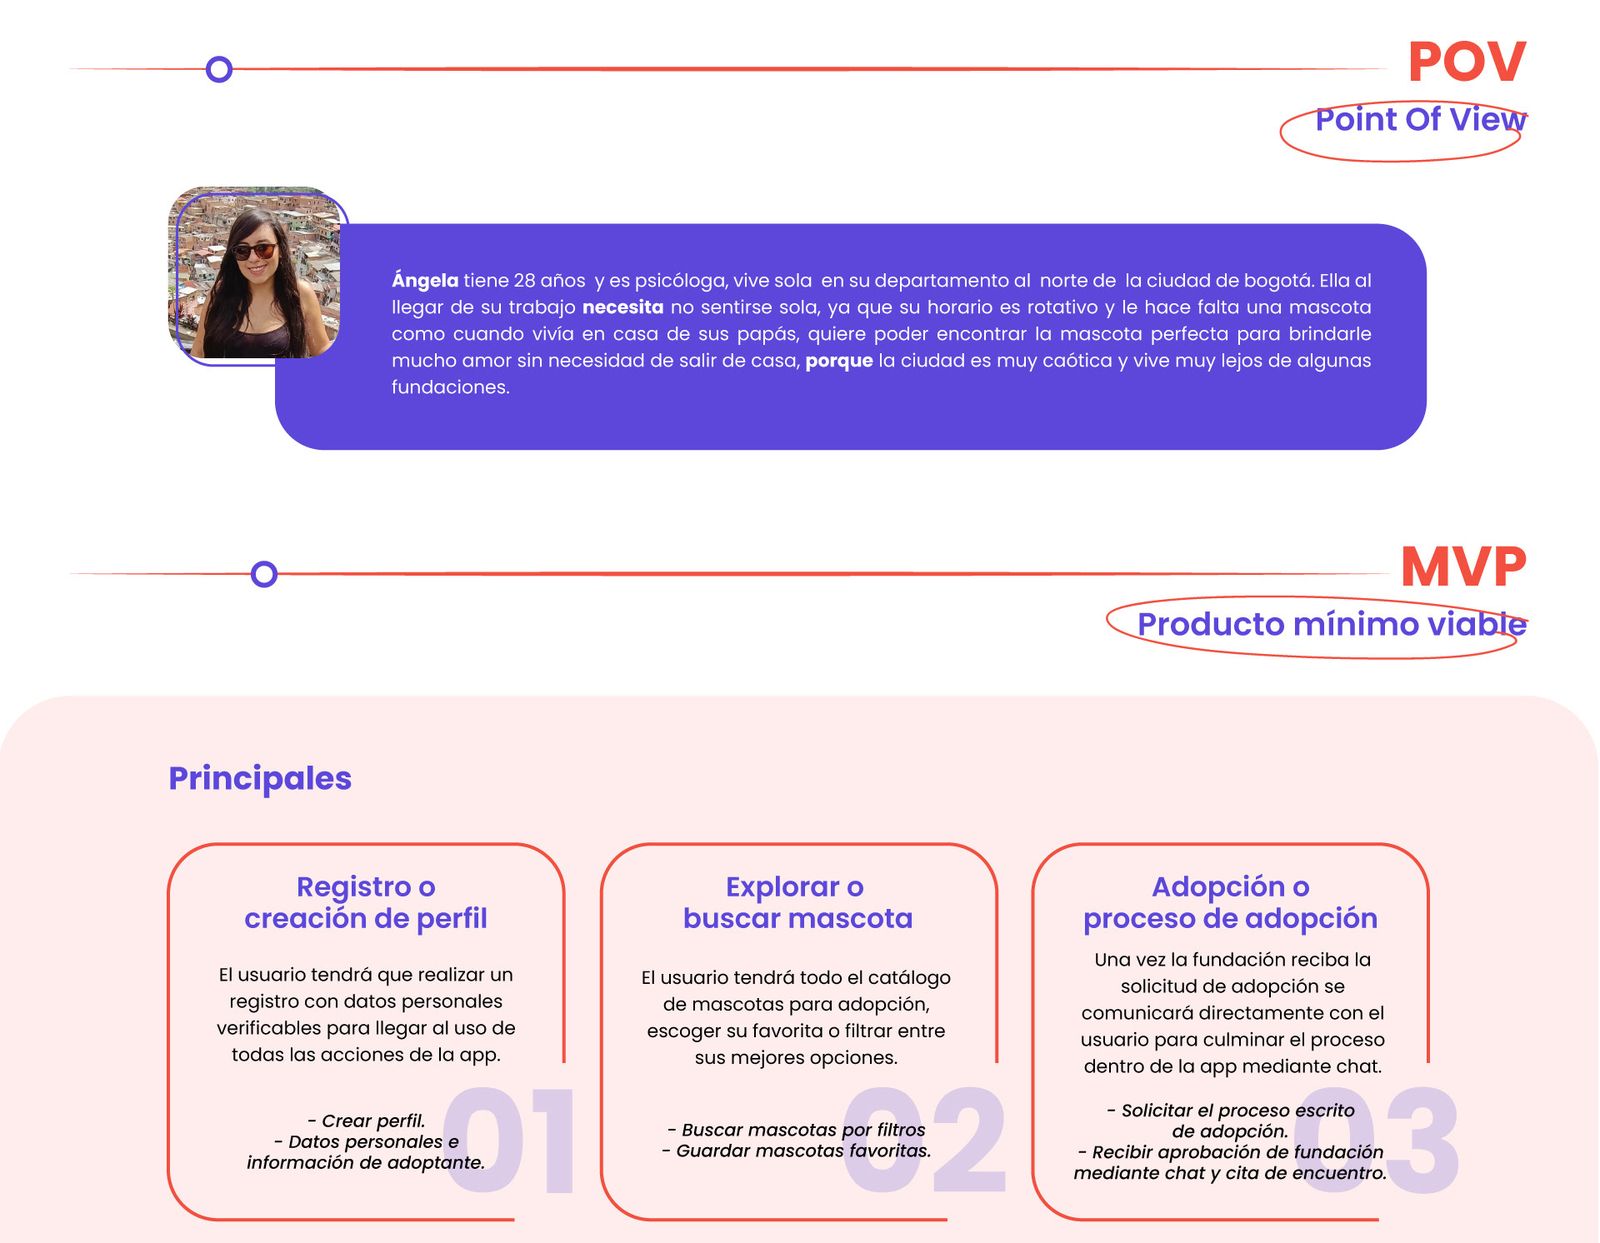 POV
Point Of View
Ángela tiene 28 años y es psicóloga, vive sola en su departamento al norte de la ciudad de bogotá. Ella al
llegar de su trabajo necesita no sentirse sola, ya que su horario es rotativo y le hace falta una mascota
como cuando vivía en casa de sus papás, quiere poder encontrar la mascota perfecta para brindarle
mucho amor sin necesidad de salir de casa, porque la ciudad es muy caótica y vive muy lejos de algunas
fundaciones.
MVP
Producto mínimo viable
Principales
Registro o
creación de perfil
El usuario tendrá que realizar un
registro con datos personales
verificables para llegar al uso de
todas las acciones de la app.
- Crear perfil.
- Datos personales e
información de adoptante.
01
Explorar o
buscar mascota
El usuario tendrá todo el catálogo
de mascotas para adopción,
escoger su favorita o filtrar entre
sus mejores opciones.
- Buscar mascotas por filtros
- Guardar mascotas favoritas.
02
Adopción o
proceso de adopción
Una vez la fundación reciba la
solicitud de adopción se
comunicará directamente con el
usuario para culminar el proceso
dentro de la app mediante chat.
- Solicitar el proceso escrito
de adopción.
- Recibir aprobación de fundación
mediante chat y cita de encuentro.
03